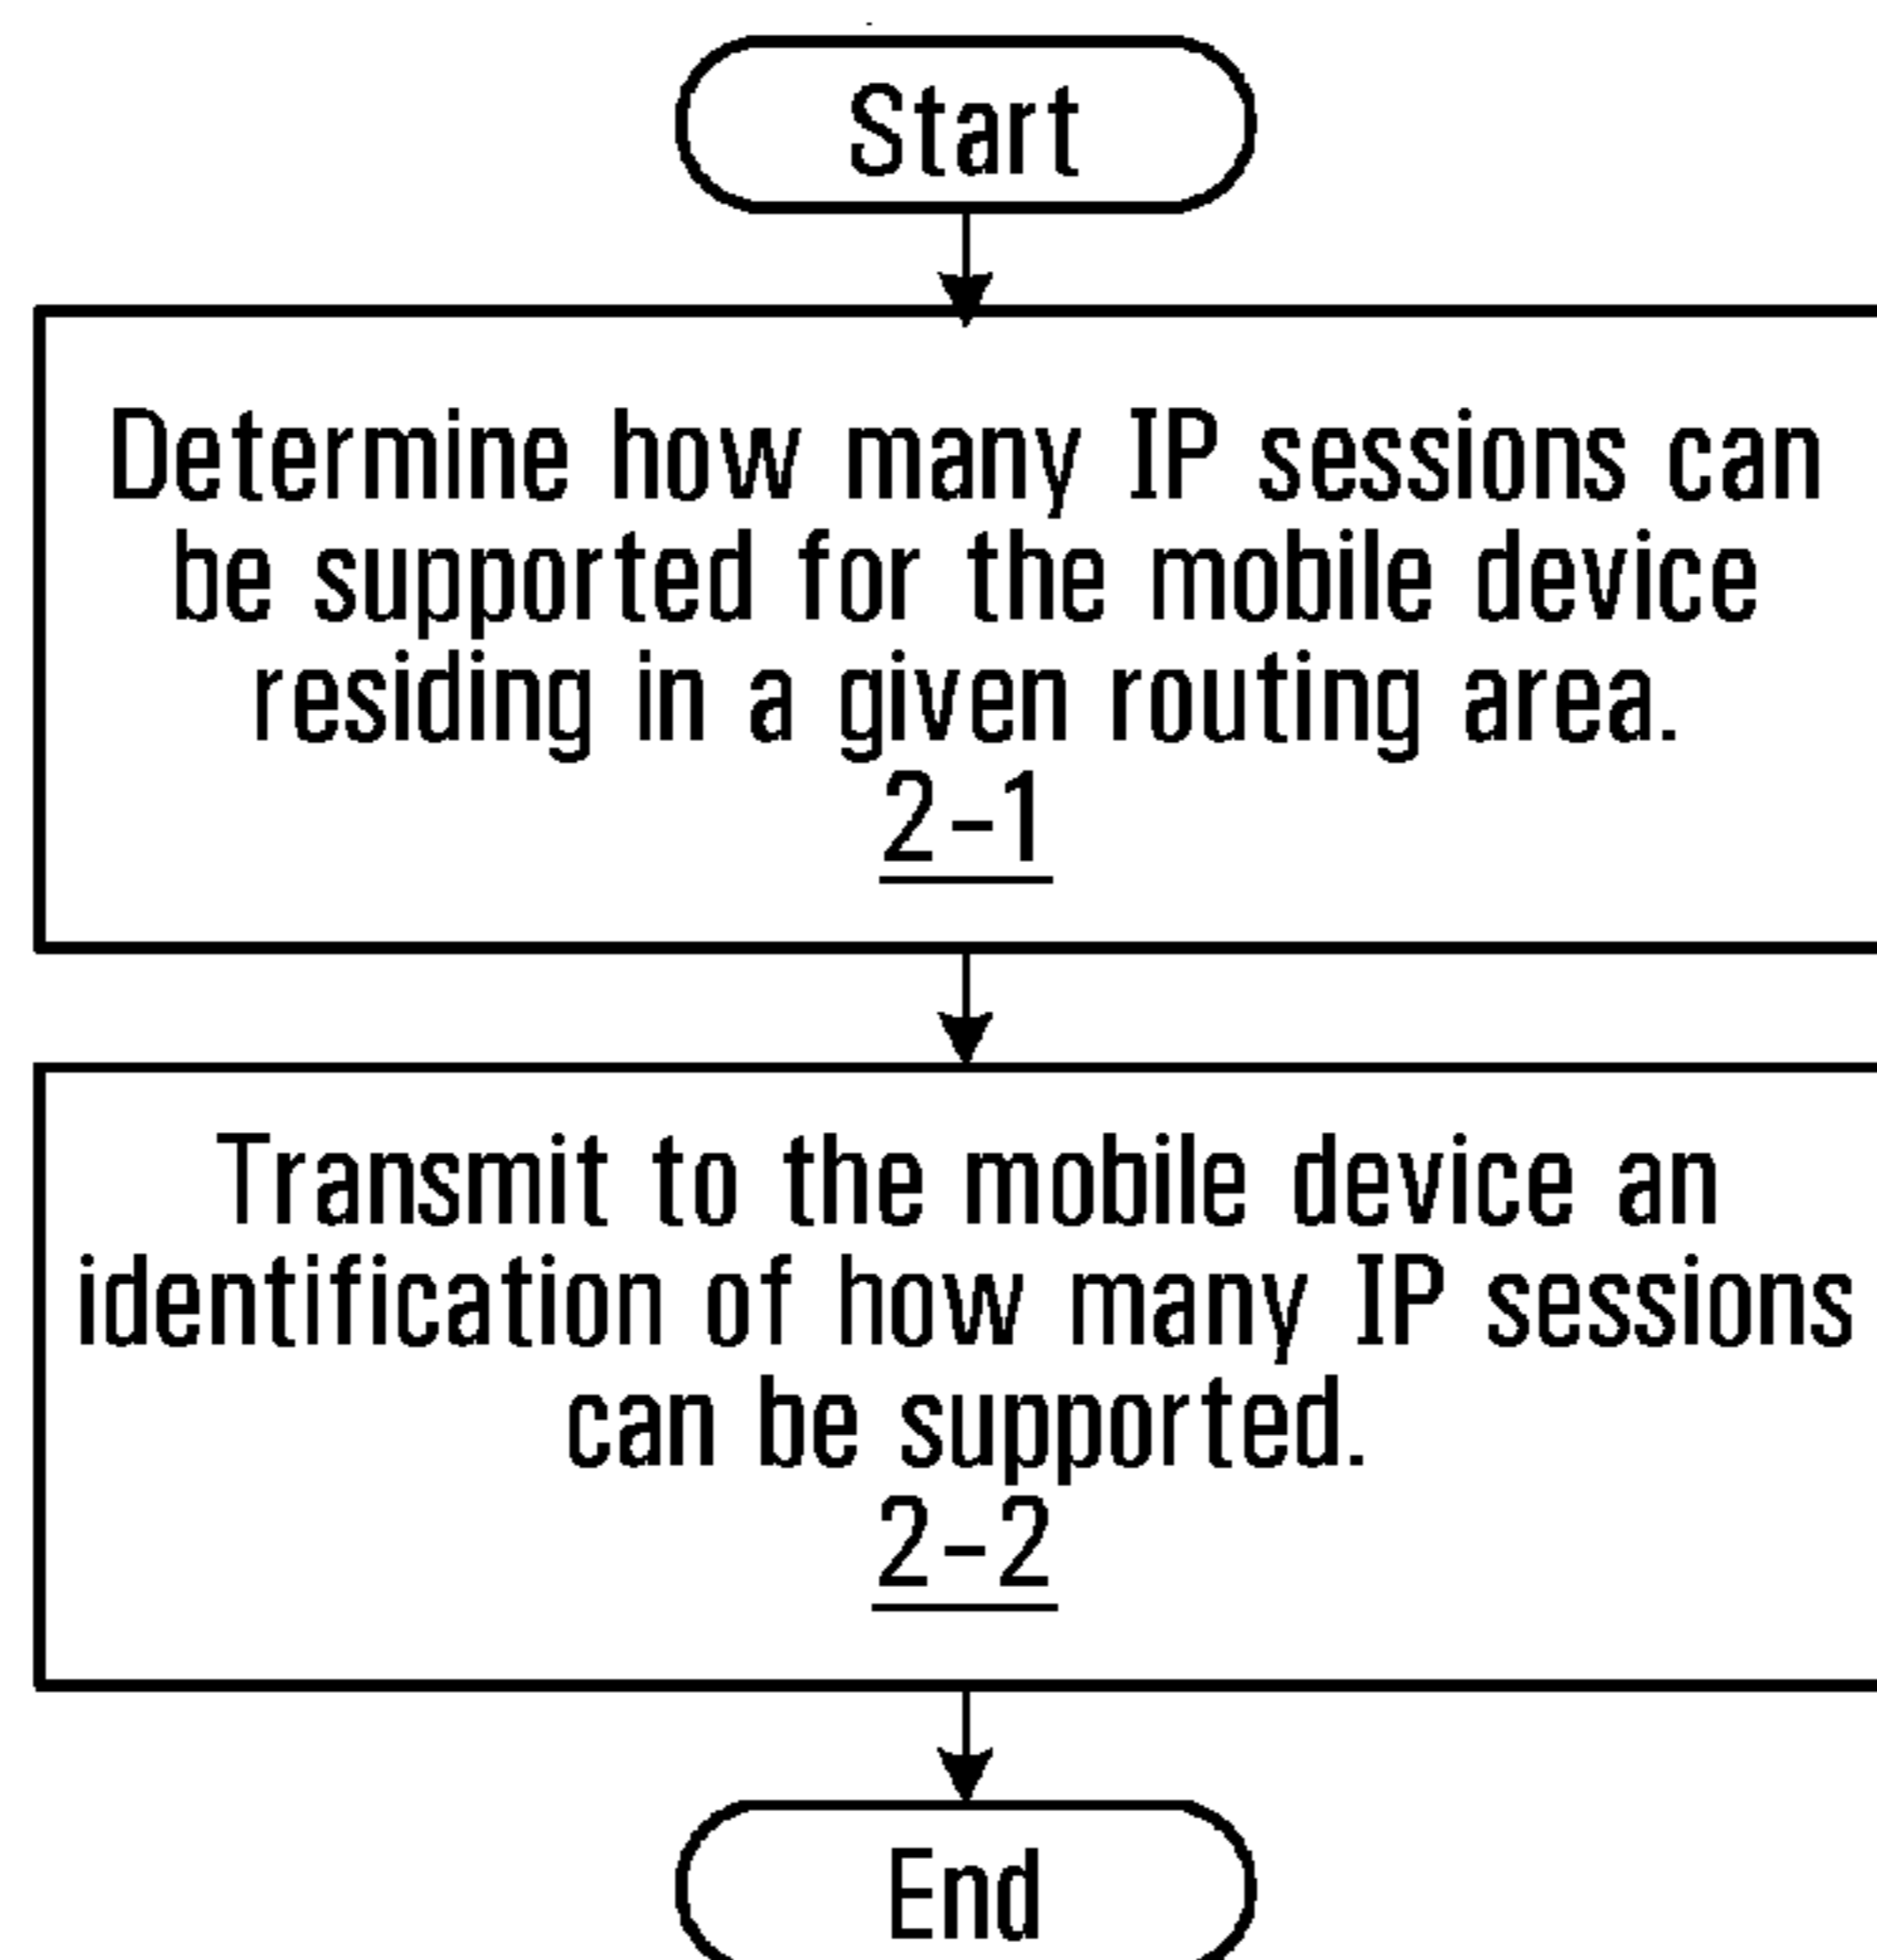 Start
Determine how many IP sessions can
be supported for the mobile device
residing in a given routing area.
2-1
Transmit to the mobile device an
identification of how many IP sessions
can be supported.
2-2
End